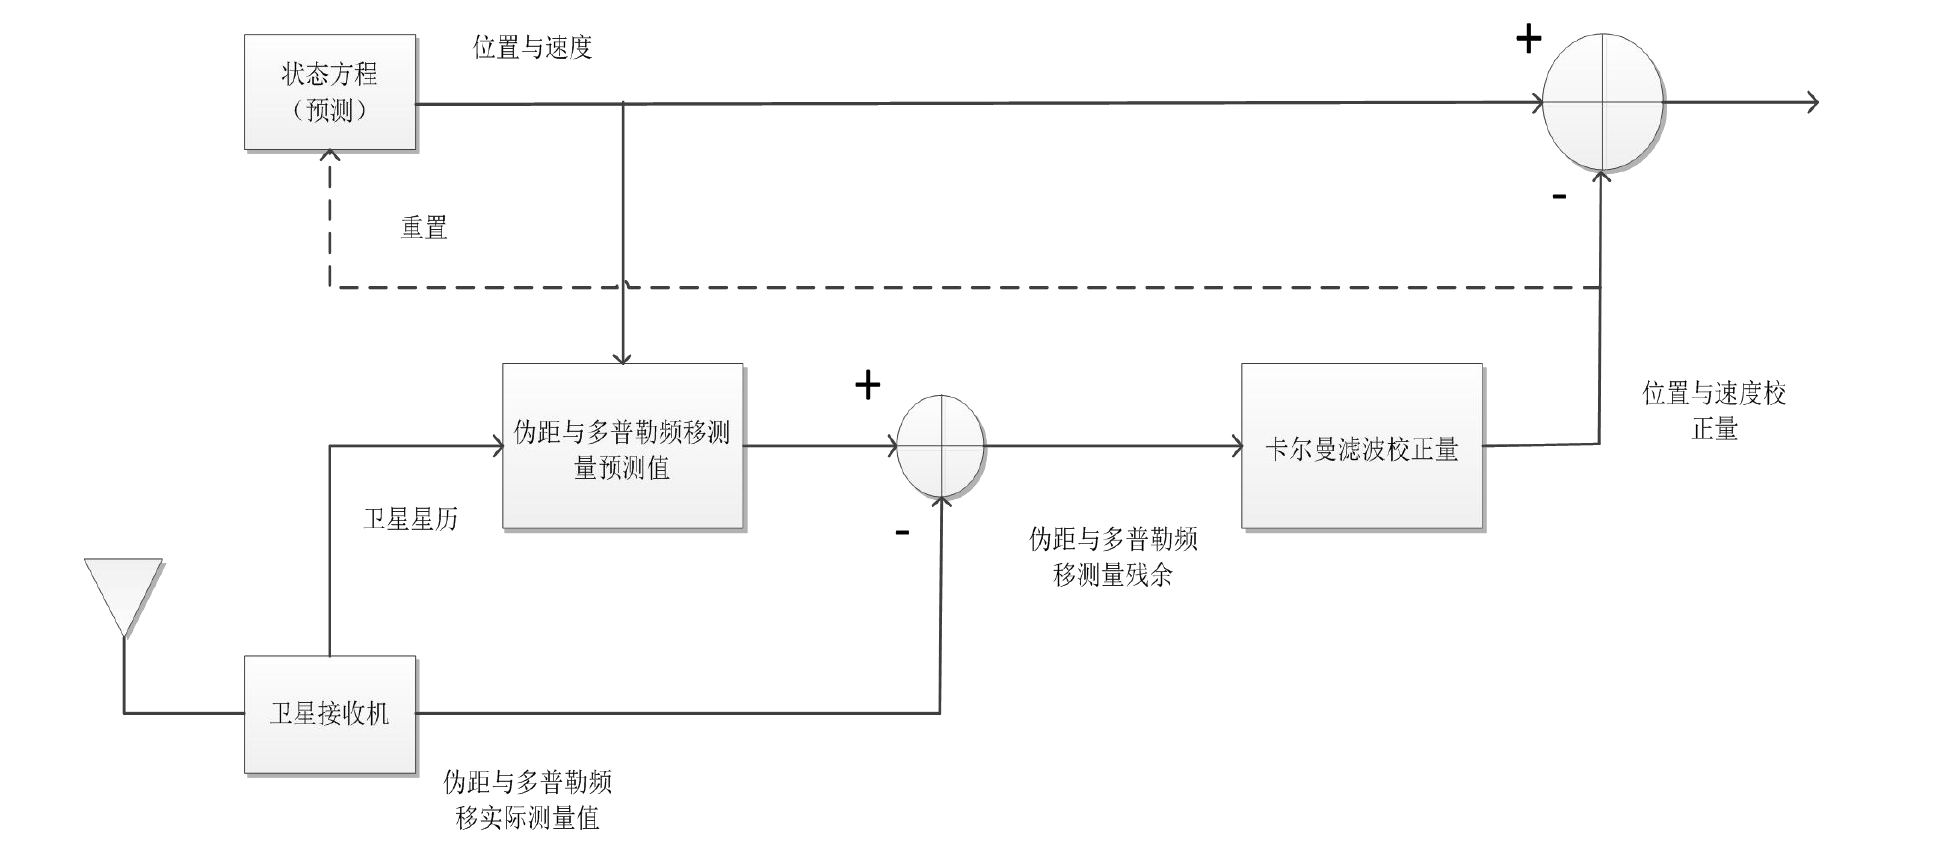 位置与速度
+
状态方程
（预测）
-
重置
+
位置与速度校
正量
伪距与多普勒频移测
量预测值
卡尔曼滤波校正量
卫星星历
-
伪距与多普勒频
移测量残余
卫星接收机
伪距与多普勒频
移实际测量值